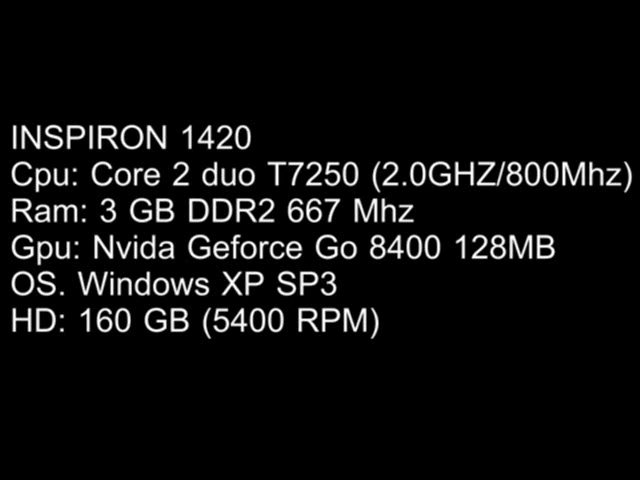 INSPIRON 1420
Cpu: Core 2 duo T7250 (2.0GHZ/800Mhz)
Ram: 3 GB DDR2 667 Mhz
Gpu: Nvida Geforce Go 8400 128MB
OS. Windows XP SP3
HD: 160 GB (5400 RPM)